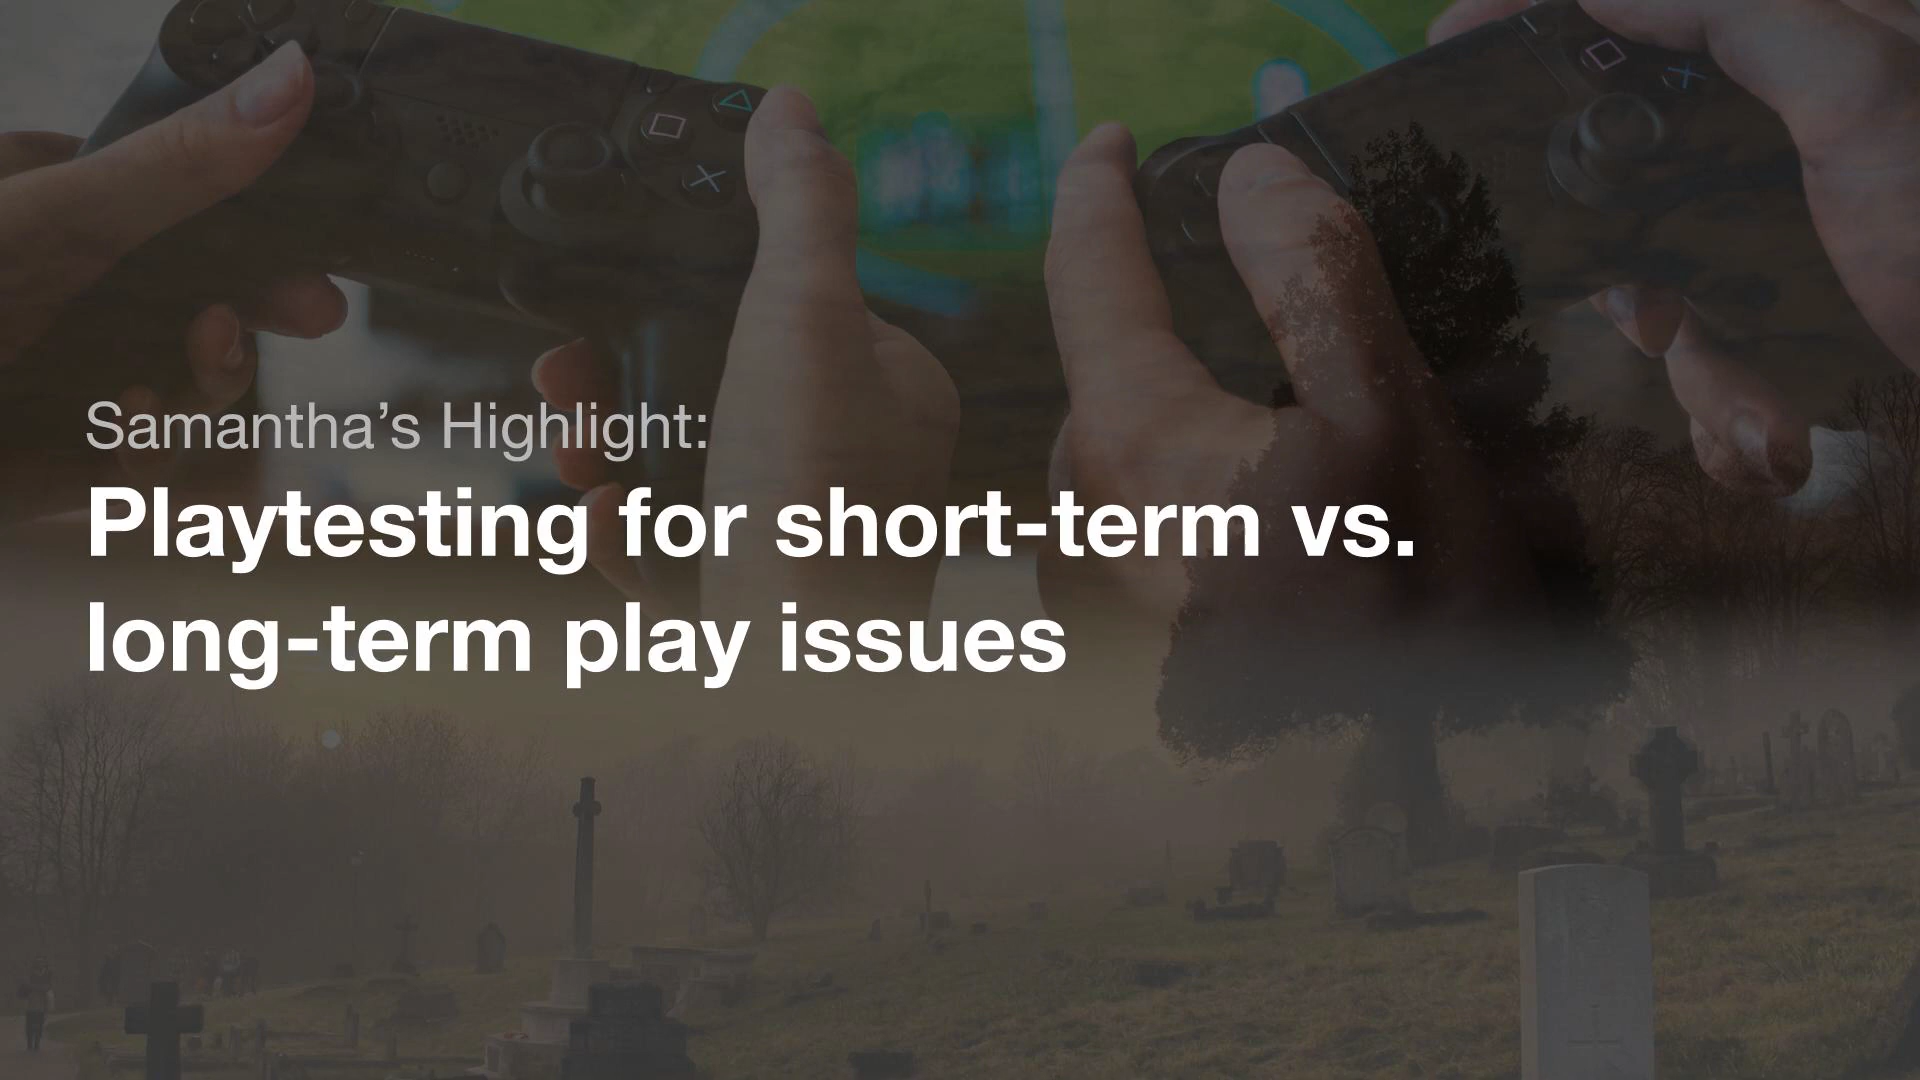 Samantha’s Highlight:
Playtesting for short-term vs.
long-term play issues